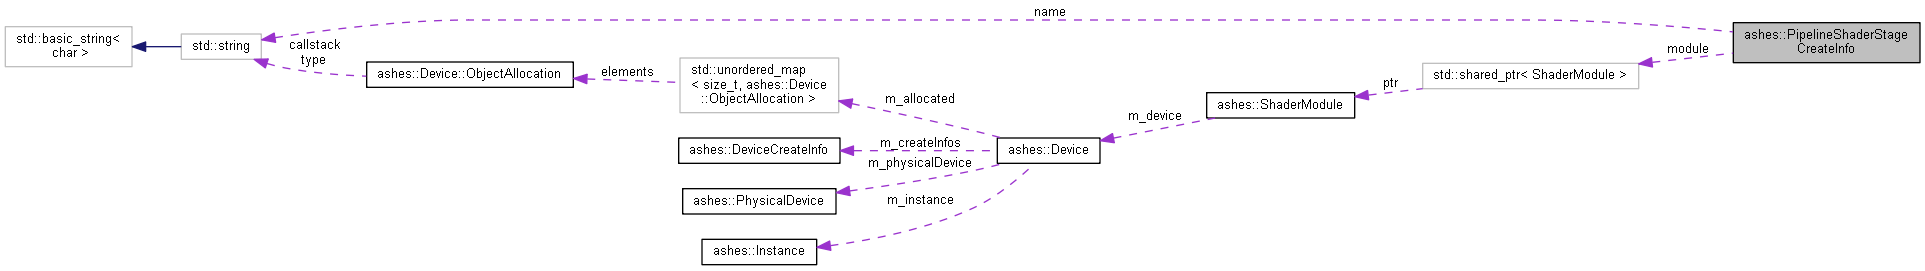 name
std::basic_string<
char >
std::string
callstack
type
ashes::Device::ObjectAllocation
elements
std::unordered_map
< size_t, ashes::Device
::ObjectAllocation >
m_allocated
ashes::DeviceCreateInfo
m_createInfos
m_physicalDevice
ashes::PhysicalDevice
m_instance
ashes::Instance
ashes::Device
m_device
ashes::ShaderModule
ptr
std::shared_ptr< ShaderModule >
module
ashes::PipelineShaderStage
CreateInfo